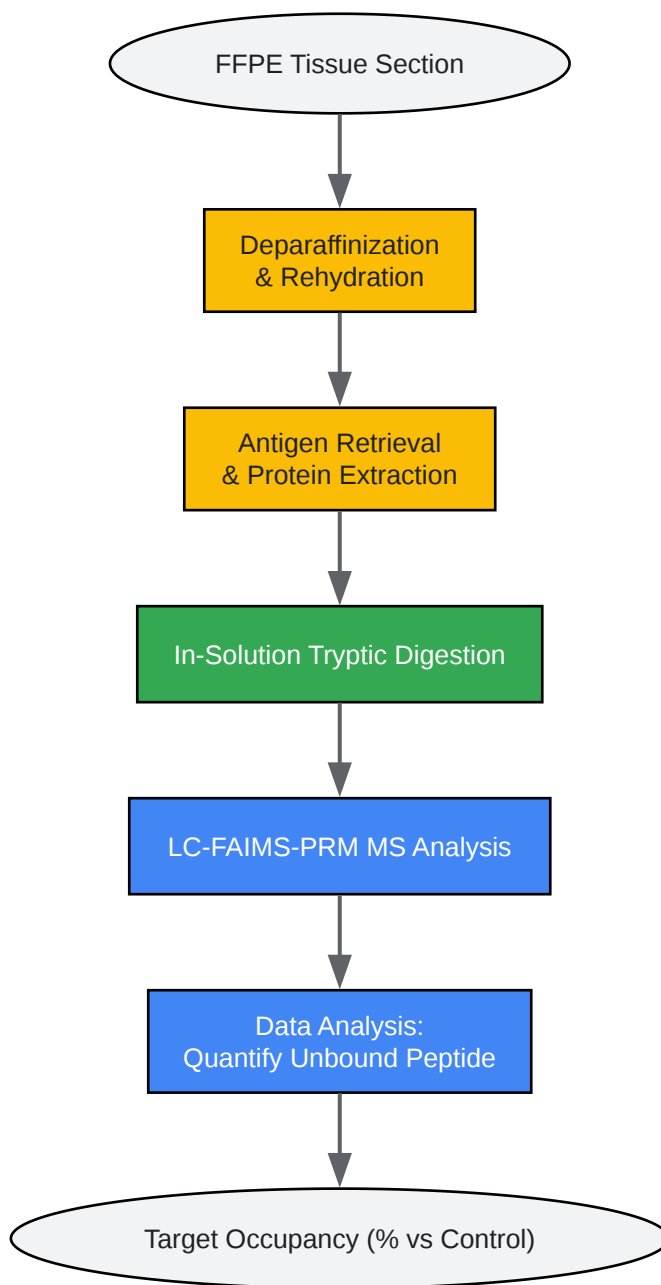 FFPE Tissue Section
Deparaffinization
& Rehydration
Antigen Retrieval
& Protein Extraction
In-Solution Tryptic Digestion
LC-FAIMS-PRM MS Analysis
Data Analysis:
Quantify Unbound Peptide
Target Occupancy (% vs Control)